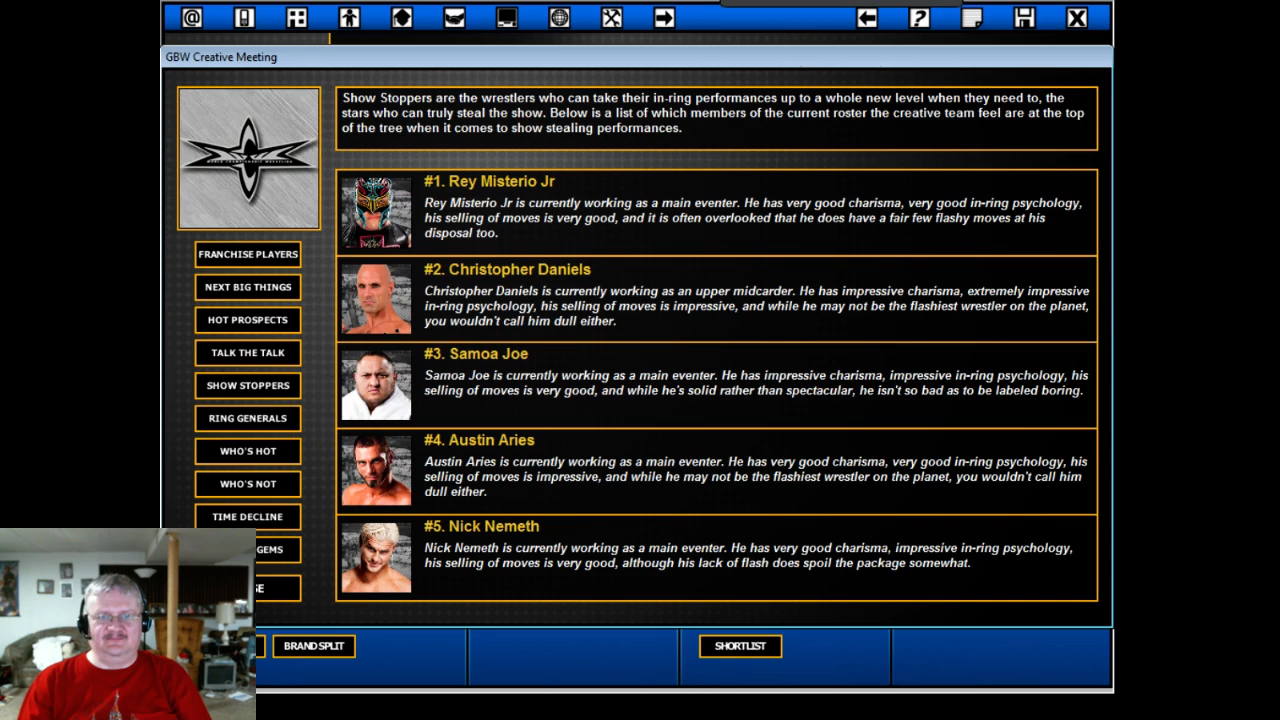 GBW Creative Meeting
Show Stoppers are the wrestlers who can take their in-ring performances up to a whole new level when they need to, the
stars who can truly steal the show. Below is a list of which members of the current roster the creative team feel are at the top
of the tree when it comes to show stealing performances.
WORLD CHAMPIONSHIP WRESTLING
FRANCHISE PLAYERS
NEXT BIG THINGS
HOT PROSPECTS
TALK THE TALK
SHOW STOPPERS
RING GENERALS
WHO'S HOT
WHO'S NOT
TIME DECLINE
GEMS
#1. Rey Misterio Jr
Rey Misterio Jr is currently working as a main eventer. He has very good charisma, very good in-ring psychology,
his selling of moves is very good, and it is often overlooked that he does have a fair few flashy moves at his
disposal too.
#2. Christopher Daniels
Christopher Daniels is currently working as an upper midcarder. He has impressive charisma, extremely impressive
in-ring psychology, his selling of moves is impressive, and while he may not be the flashiest wrestler on the planet,
you wouldn't call him dull either.
#3. Samoa Joe
Samoa Joe is currently working as a main eventer. He has impressive charisma, impressive in-ring psychology, his
selling of moves is very good, and while he's solid rather than spectacular, he isn't so bad as to be labeled boring.
#4. Austin Aries
Austin Aries is currently working as a main eventer. He has very good charisma, very good in-ring psychology, his
selling of moves is impressive, and while he may not be the flashiest wrestler on the planet, you wouldn't call him
dull either.
#5. Nick Nemeth
Nick Nemeth is currently working as a main eventer. He has very good charisma, impressive in-ring psychology,
his selling of moves is very good, although his lack of flash does spoil the package somewhat.
BRAND SPLIT
SHORTLIST